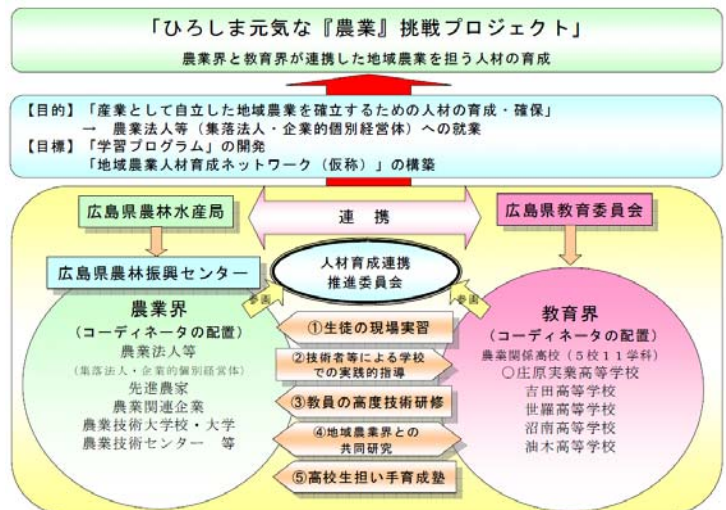 「ひろしま元気な『農業』挑戦プロジェクト」
農業界と教育界が連携した地域農業を担う人材の育成
【目的】「産業として自立した地域農業を確立するための人材の育成・確保」
→ 農業法人等（集落法人・企業的個別経営体）への就業
【目標】「学習プログラム」の開発
「地域農業人材育成ネットワーク（仮称）」の構築
広島県農林水産局
連 携
広島県教育委員会
広島県農林振興センター
人材育成連携
推進委員会
参画
参画
農業界
（コーディネータの配置）
農業法人等
（集落法人・企業的個別経営体）
先進農家
農業関連企業
農業技術大学校・大学
農業技術センター 等
①生徒の現場実習
②技術者等による学校
での実践的指導
③教員の高度技術研修
④地域農業界との
共同研究
⑤高校生担い手育成塾
教育界
（コーディネータの配置）
農業関係高校（５校１１学科）
○庄原実業高等学校
吉田高等学校
世羅高等学校
沼南高等学校
油木高等学校